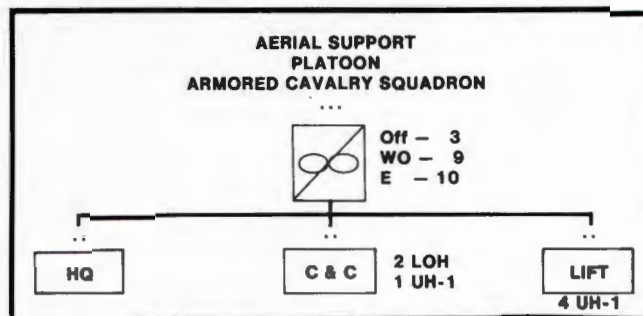 AERIAL SUPPORT
PLATOON
ARMORED CAVALRY SQUADRON
Off – 3
WO – 9
E – 10
HQ
C & C
2 LOH
1 UH-1
LIFT
4 UH-1